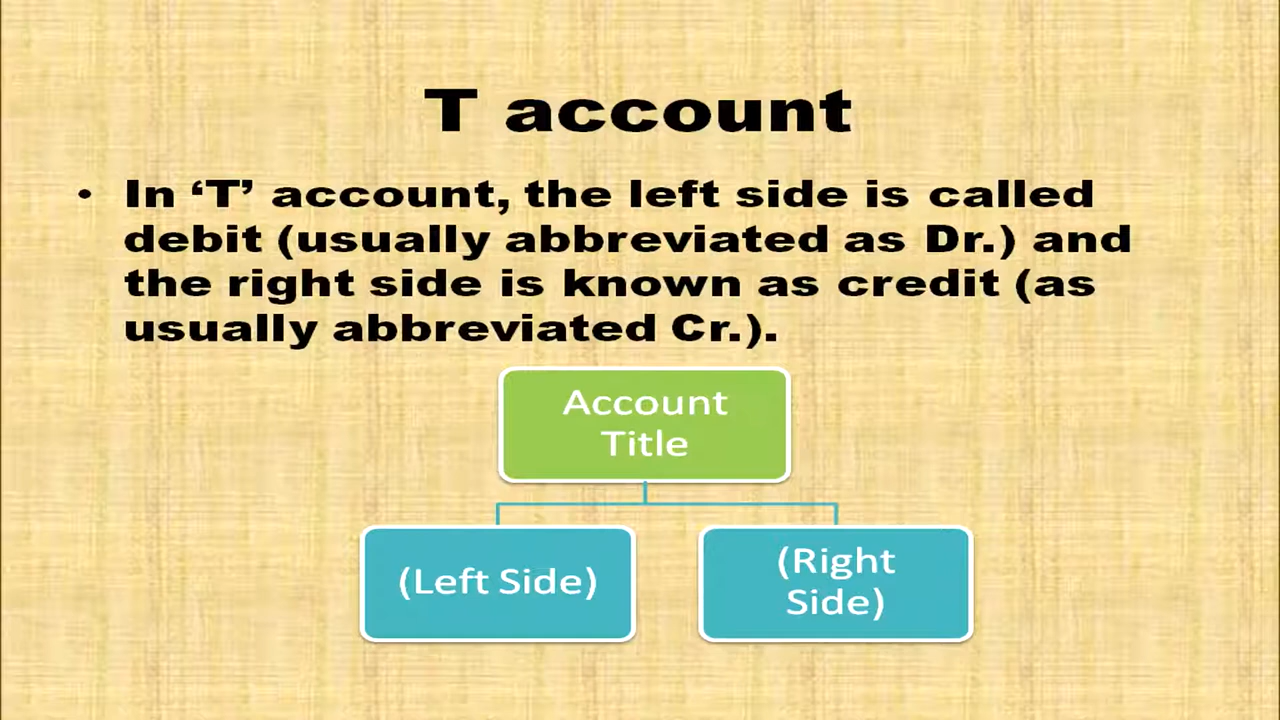 T account
• In ‘T’ account, the left side is called
debit (usually abbreviated as Dr.) and
the right side is known as credit (as
usually abbreviated Cr.).
Account
Title
(Left Side)
(Right
Side)